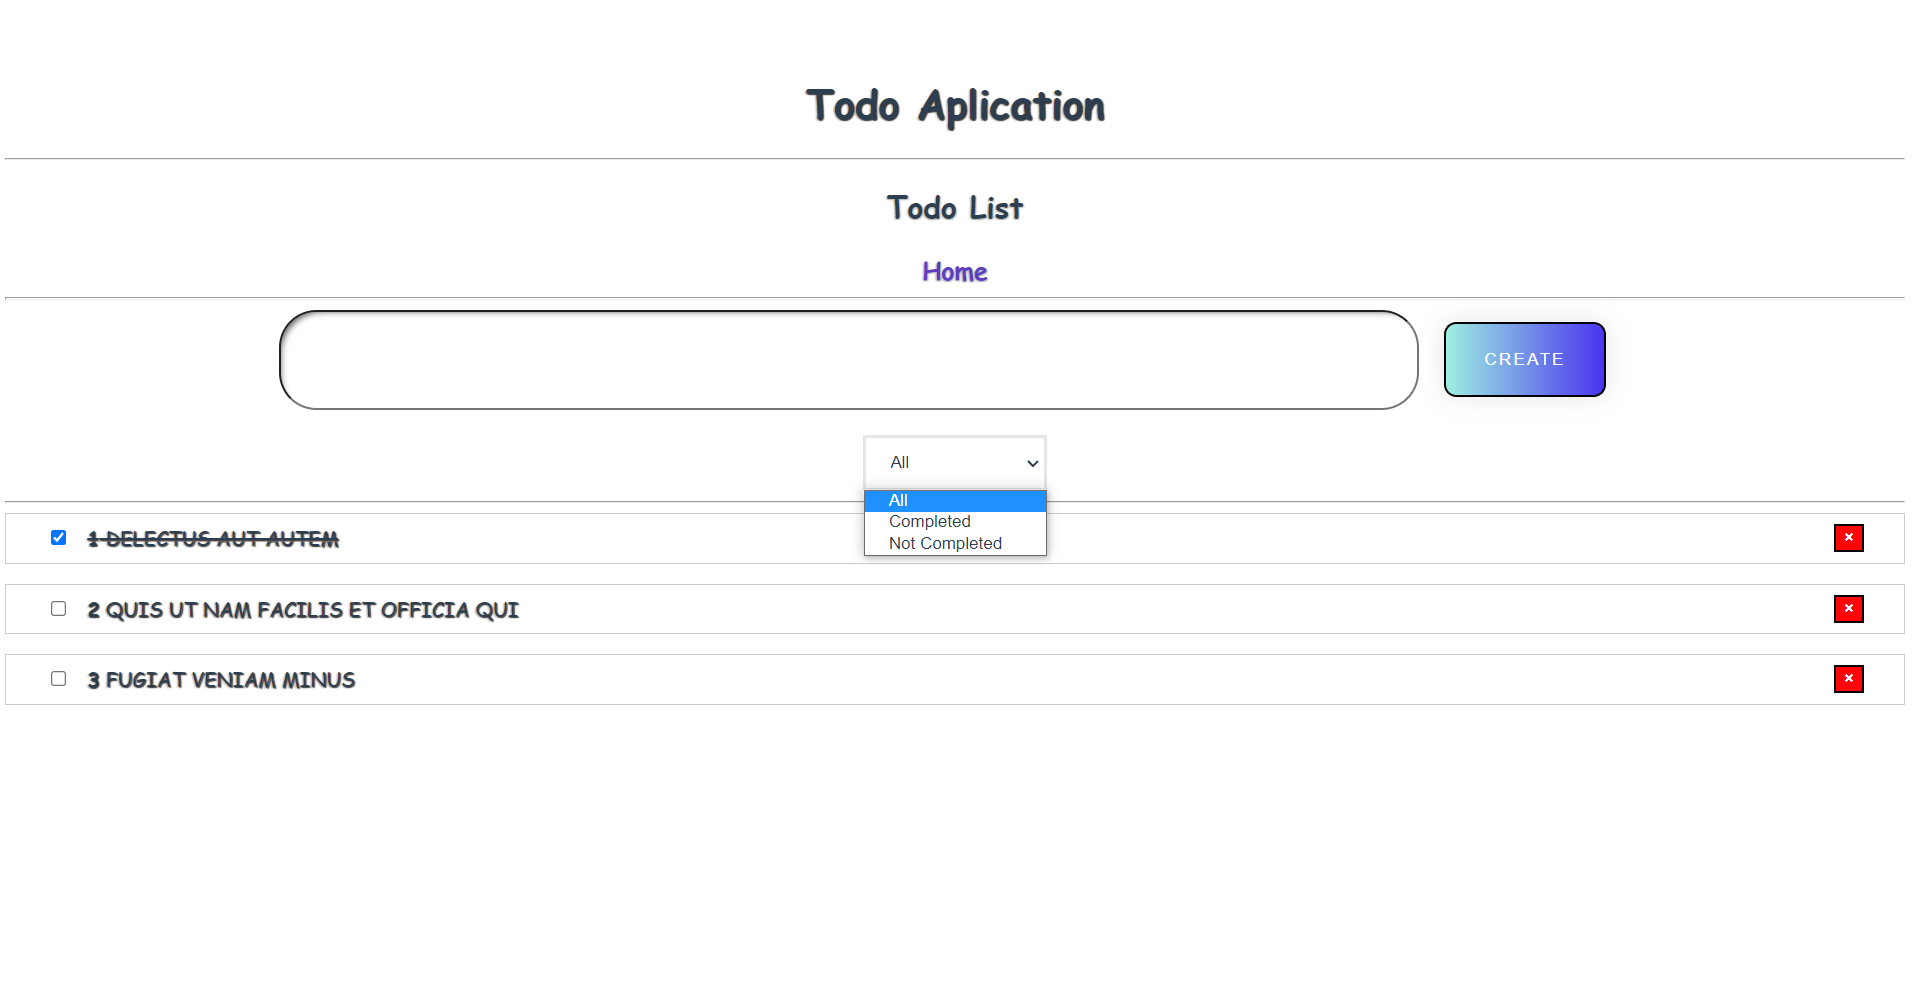 Todo Aplication
Todo List
Home
CREATE
All
All
Completed
Not Completed
1 DELECTUS AUT AUTEM
×
2 QUIS UT NAM FACILIS ET OFFICIA QUI
×
3 FUGIAT VENIAM MINUS
×